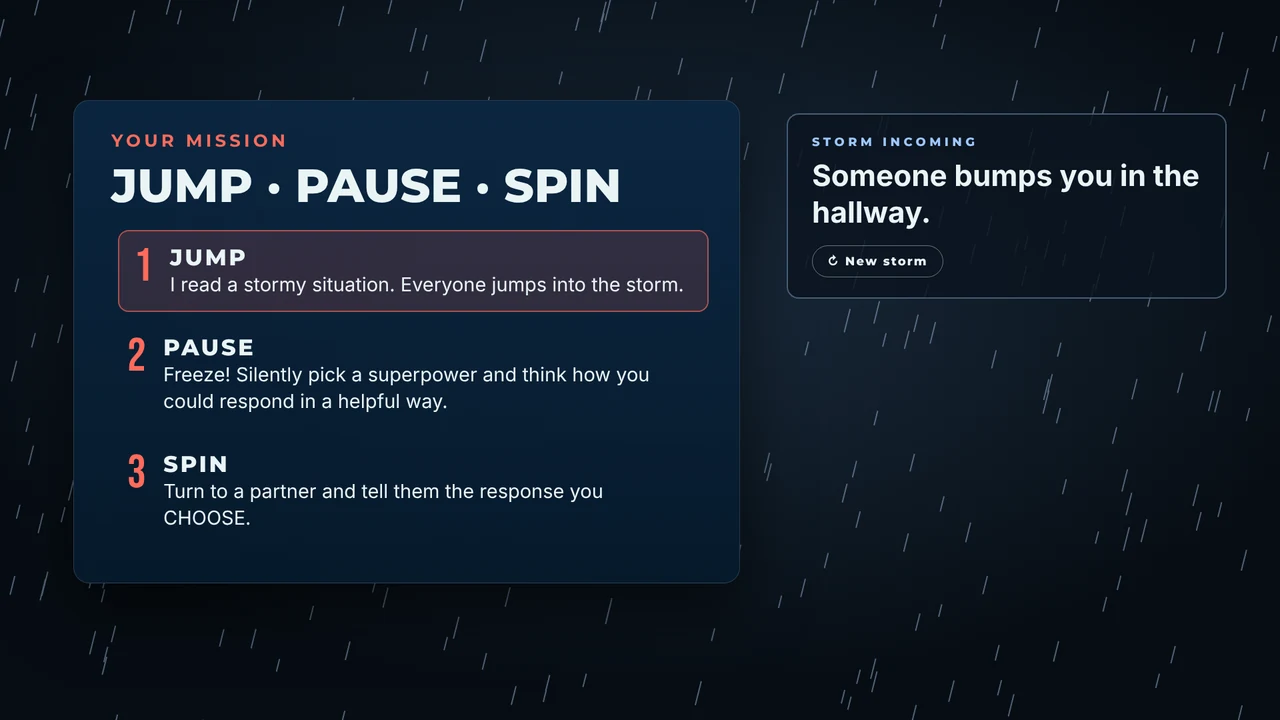 YOUR MISSION
JUMP • PAUSE • SPIN
1 JUMP
I read a stormy situation. Everyone jumps into the storm.
2 PAUSE
Freeze! Silently pick a superpower and think how you
could respond in a helpful way.
3 SPIN
Turn to a partner and tell them the response you
CHOOSE.
STORM INCOMING
Someone bumps you in the
hallway.
↻ New storm